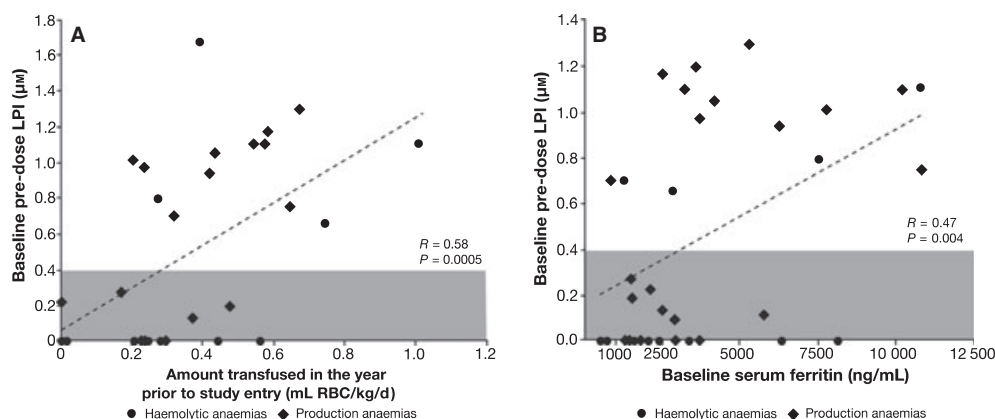 A
Baseline pre-dose LPI (µM)
1.8
1.6
1.4
1.2
1.0
0.8
0.6
0.4
0.2
0
R = 0.58
P = 0.0005
0 0.2 0.4 0.6 0.8 1.0 1.2
Amount transfused in the year
prior to study entry (mL RBC/kg/d)
Haemolytic anaemias Production anaemias
B
Baseline pre-dose LPI (µM)
1.4
1.2
1.0
0.8
0.6
0.4
0.2
0.0
R = 0.47
P = 0.004
1000 2500 5000 7500 10 000 12 500
Baseline serum ferritin (ng/mL)
Haemolytic anaemias Production anaemias